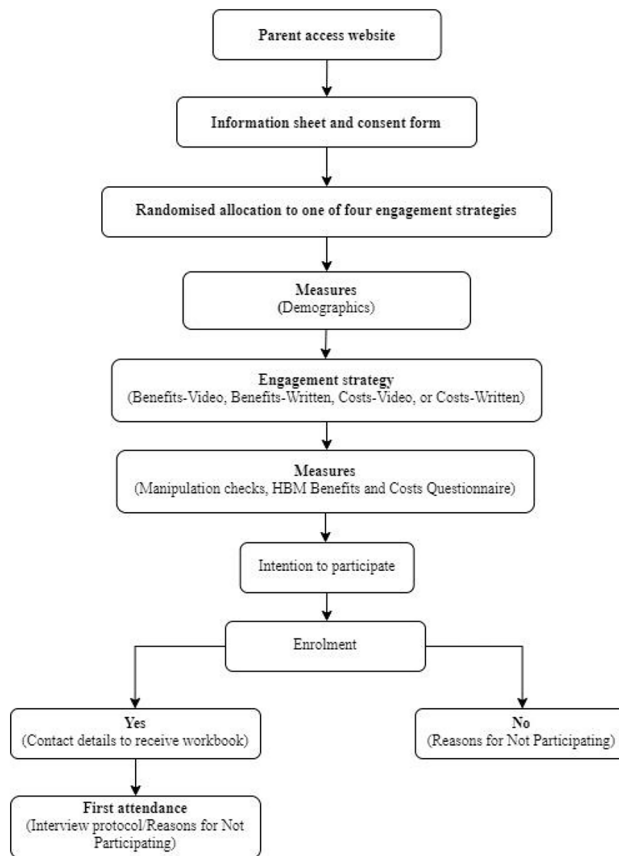 Parent access website
Information sheet and consent form
Randomised allocation to one of four engagement strategies
Measures
(Demographics)
Engagement strategy
(Benefits-Video, Benefits-Written, Costs-Video, or Costs-Written)
Measures
(Manipulation checks, HBM Benefits and Costs Questionnaire)
Intention to participate
Enrolment
Yes
(Contact details to receive workbook)
No
(Reasons for Not Participating)
First attendance
(Interview protocol/Reasons for Not
Participating)